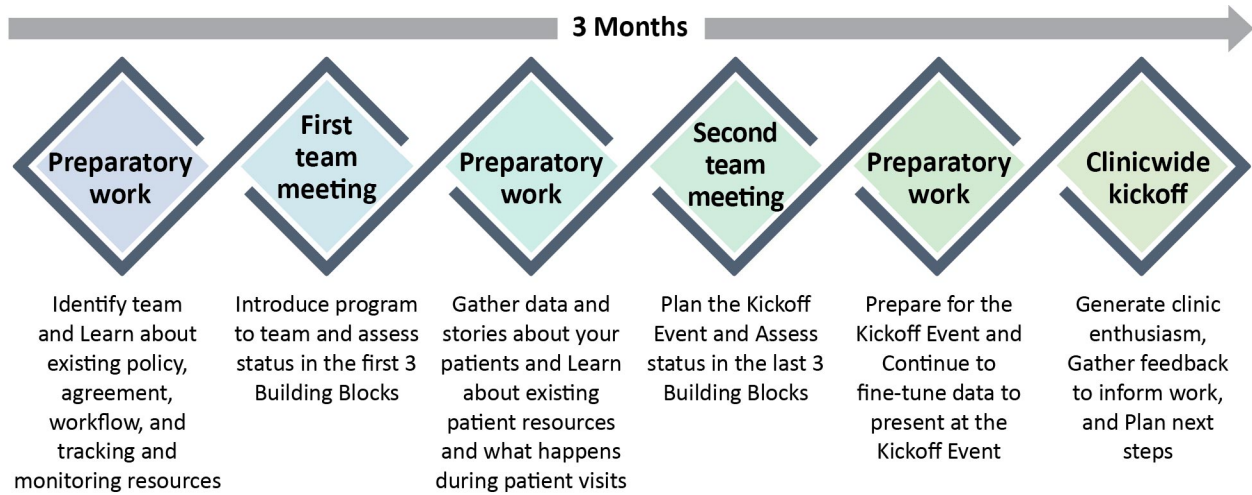 3 Months
Preparatory
work
First
team
meeting
Preparatory
work
Second
team
meeting
Preparatory
work
Clinicwide
kickoff
Identify team
and Learn about
existing policy,
agreement,
workflow, and
tracking and
monitoring resources
Introduce program
to team and assess
status in the first 3
Building Blocks
Gather data and
stories about your
patients and Learn
about existing
patient resources
and what happens
during patient visits
Plan the Kickoff
Event and Assess
status in the last 3
Building Blocks
Prepare for the
Kickoff Event and
Continue to
fine-tune data to
present at the
Kickoff Event
Generate clinic
enthusiasm,
Gather feedback
to inform work,
and Plan next
steps